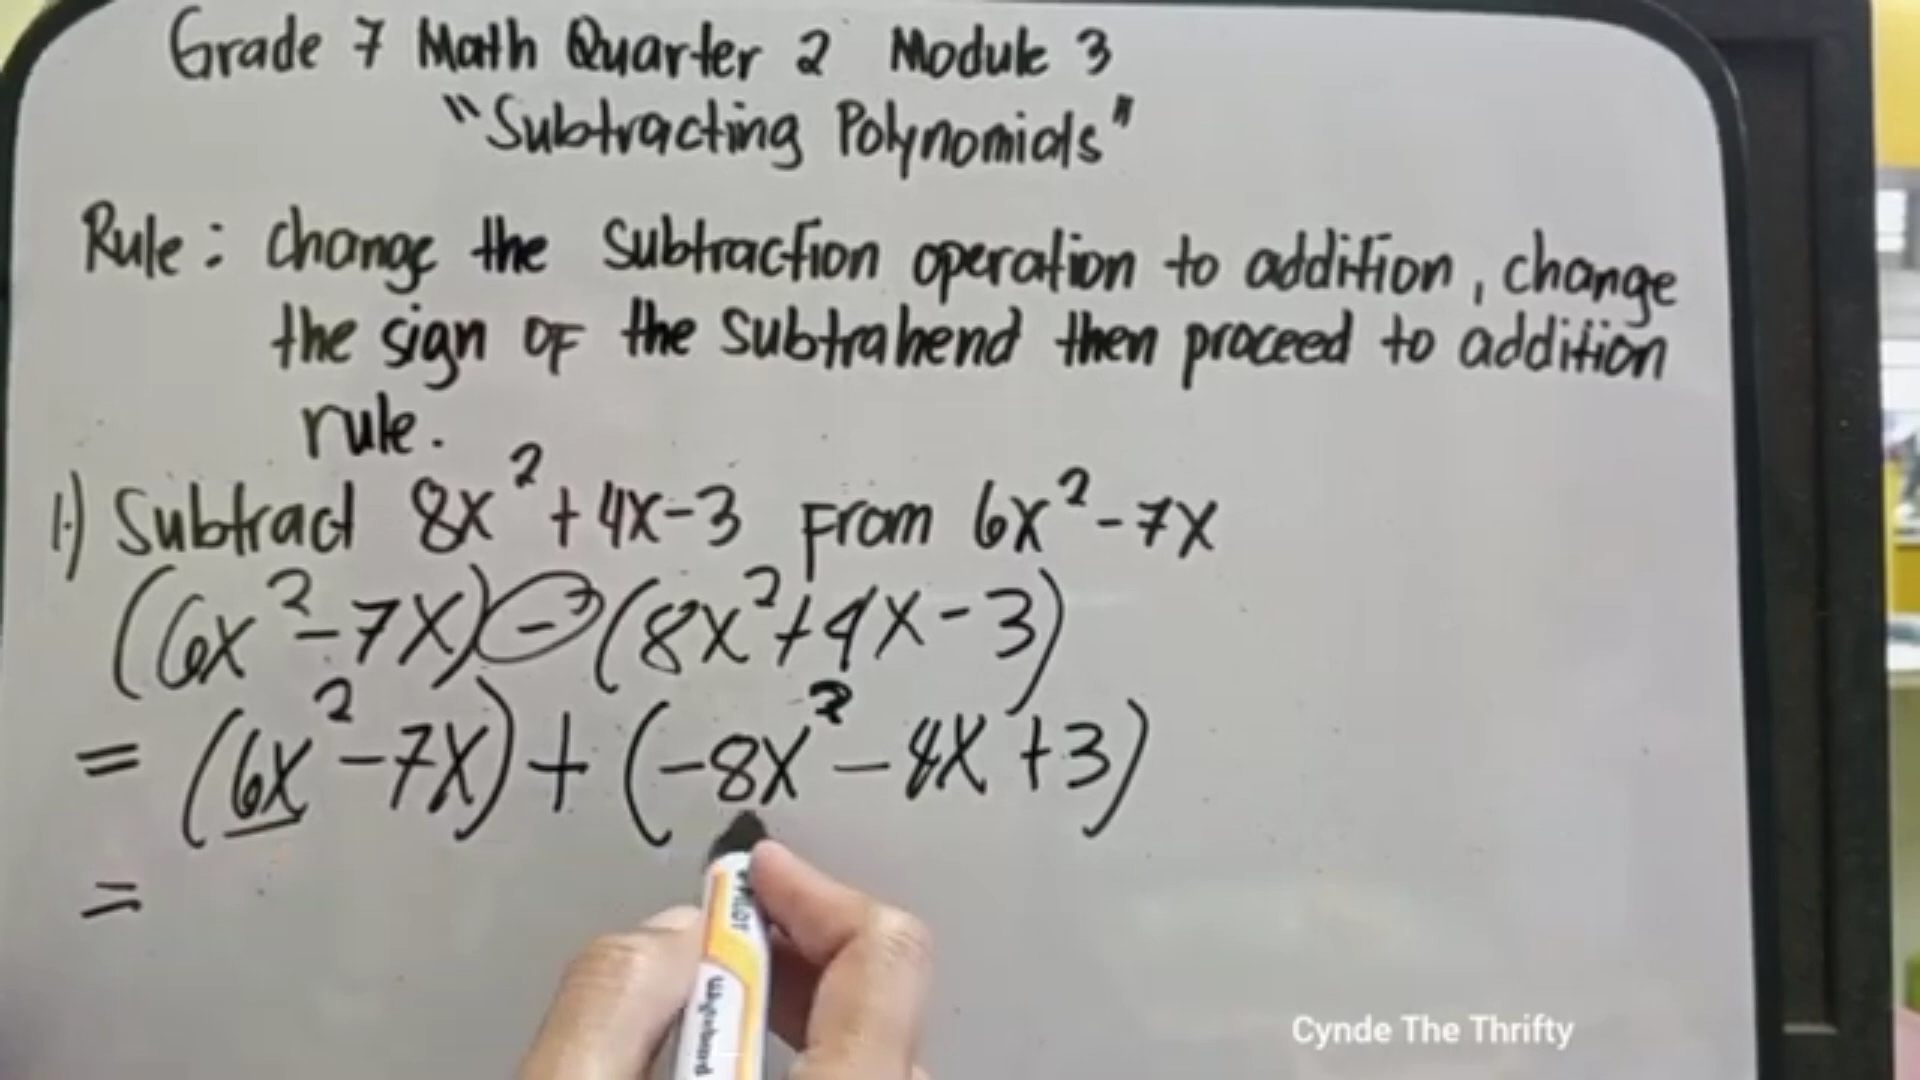 Grade 7 Math Quarter 2 Module 3
"Subtracting Polynomials"
Rule: Change the subtraction operation to addition, change
the sign of the subtrahend then proceed to addition
rule.
1.) Subtract 8x² + 4x - 3 from 6x² - 7x
(6x² - 7x) - (8x² + 4x - 3)
= (6x² - 7x) + (-8x² - 4x + 3)
=
PILOT
Wyteboard
Cynde The Thrifty